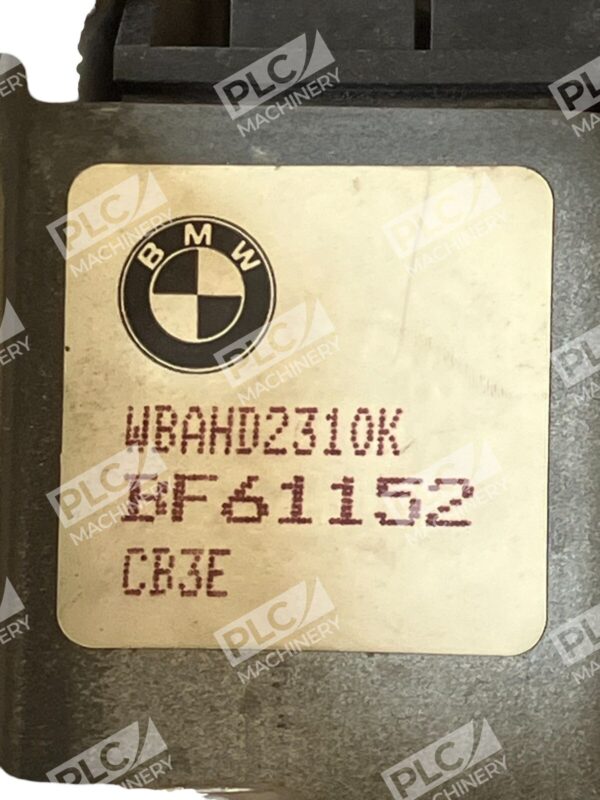 BMW
WBAHD2310K
BF61152
CB3E
PLC
MACHINERY